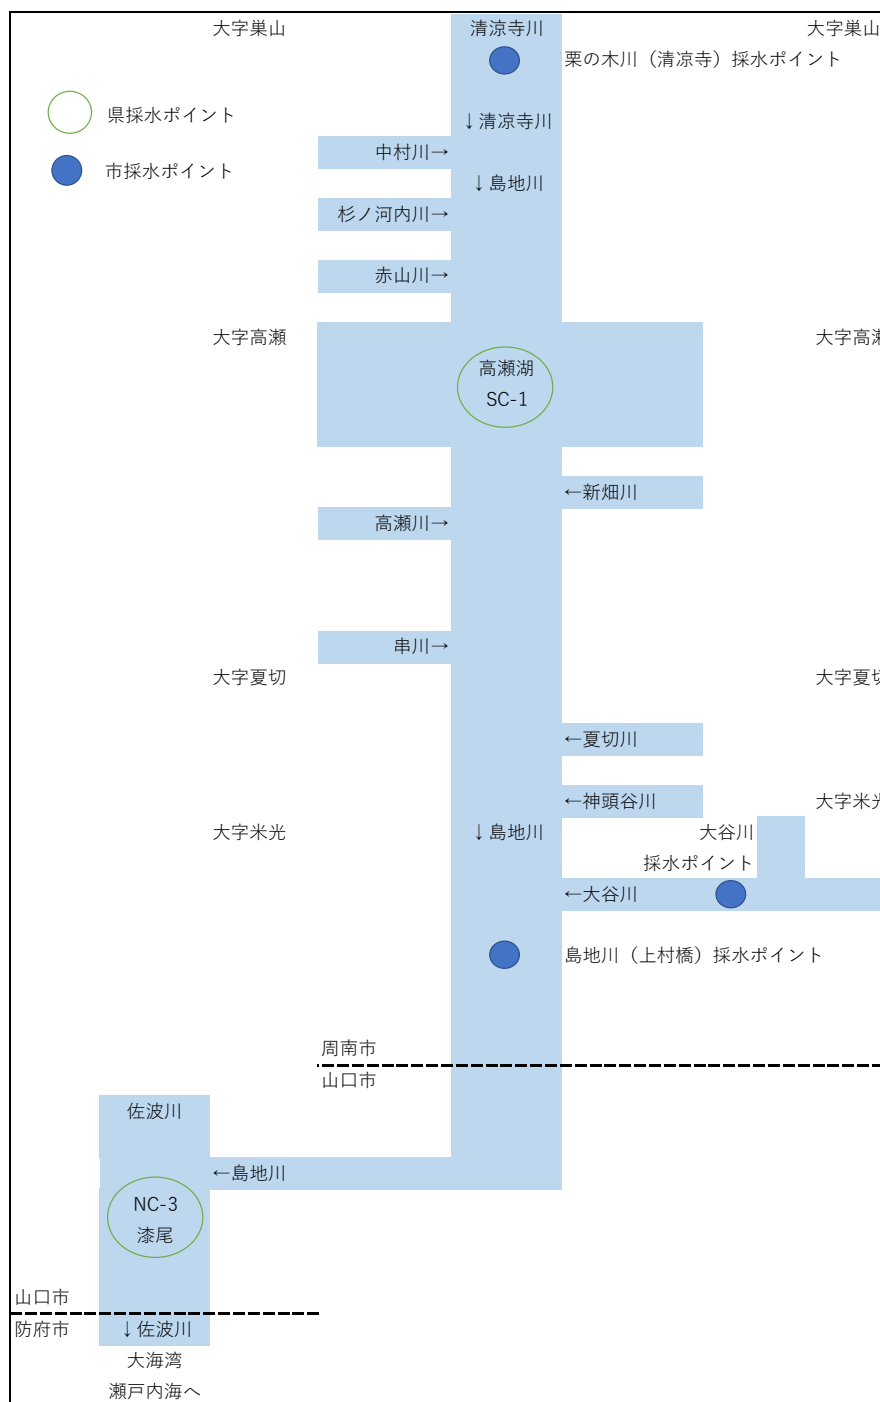 大字巣山
清涼寺川
大字巣山
栗の木川（清凉寺）採水ポイント
県採水ポイント
↓清凉寺川
中村川→
市採水ポイント
↓島地川
杉ノ河内川→
赤山川→
大字高瀬
大字高瀬
高瀬湖
SC-1
←新畑川
高瀬川→
串川→
大字夏切
大字夏切
←夏切川
←神頭谷川
大字米光
大字米光
↓島地川
大谷川
採水ポイント
←大谷川
島地川（上村橋）採水ポイント
周南市
山口市
佐波川
←島地川
NC-3
漆尾
山口市
防府市
↓佐波川
大海湾
瀬戸内海へ